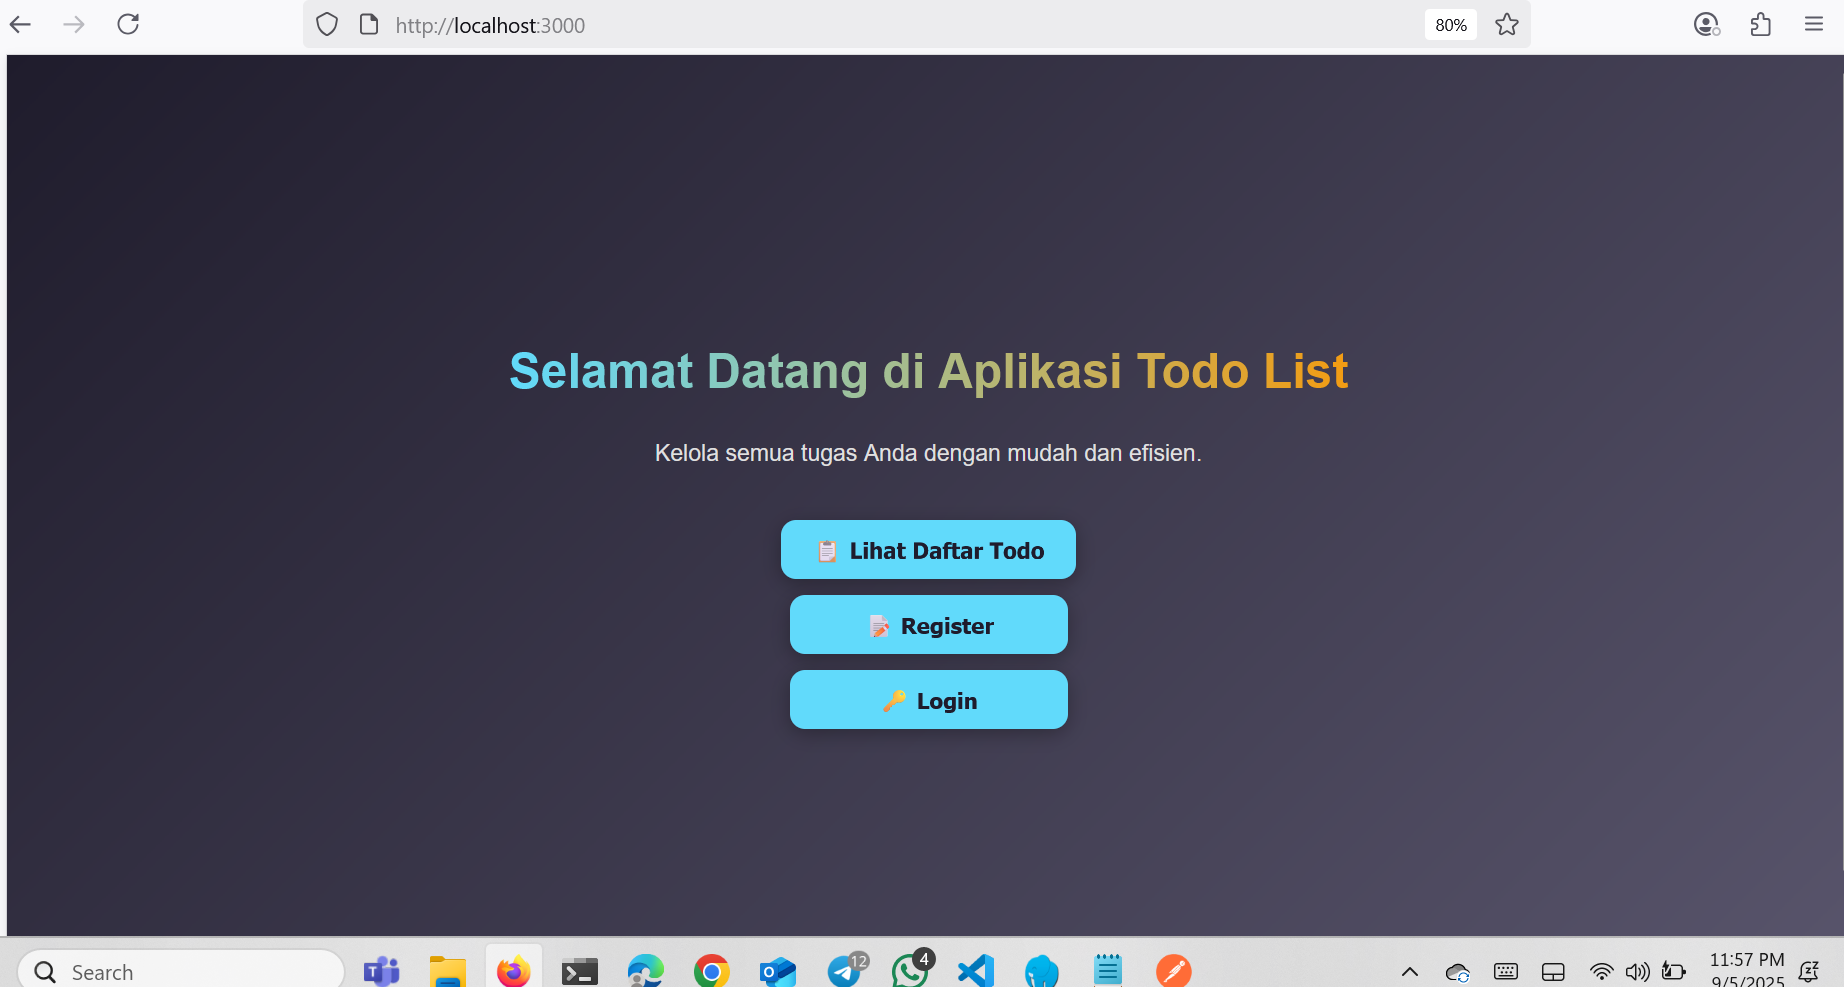 http://localhost:3000
80%
Selamat Datang di Aplikasi Todo List
Kelola semua tugas Anda dengan mudah dan efisien.
📋 Lihat Daftar Todo
📝 Register
🔑 Login
Search
T
O
12
4
11:57 PM
9/5/2025